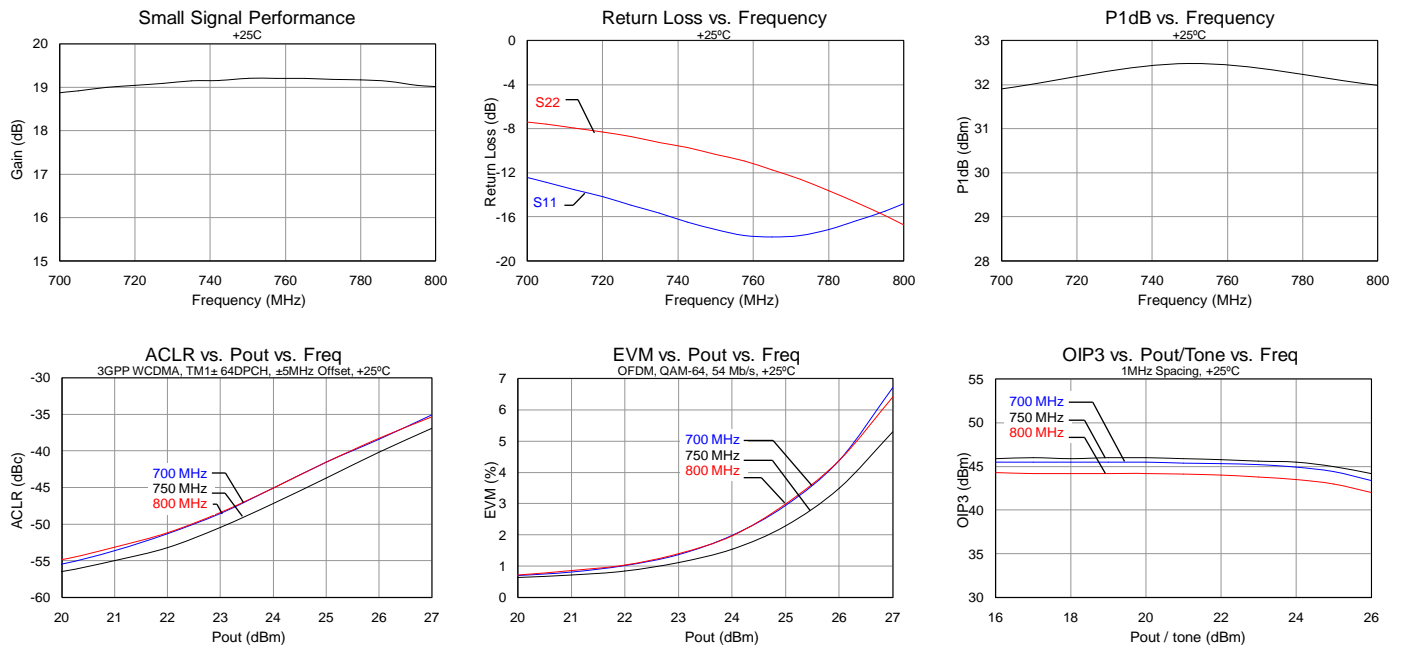 Small Signal Performance
+25C
Gain (dB)
20
19
18
17
16
15
700 720 740 760 780 800
Frequency (MHz)
Return Loss vs. Frequency
+25ºC
Return Loss (dB)
0
-4
-8
-12
-16
-20
S22
S11
700 720 740 760 780 800
Frequency (MHz)
P1dB vs. Frequency
+25ºC
P1dB (dBm)
33
32
31
30
29
28
700 720 740 760 780 800
Frequency (MHz)
ACLR vs. Pout vs. Freq
3GPP WCDMA, TM1± 64DPCH, ±5MHz Offset, +25ºC
ACLR (dBc)
-30
-35
-40
-45
-50
-55
-60
700 MHz
750 MHz
800 MHz
20 21 22 23 24 25 26 27
Pout (dBm)
EVM vs. Pout vs. Freq
OFDM, QAM-64, 54 Mb/s, +25ºC
EVM (%)
7
6
5
4
3
2
1
0
700 MHz
750 MHz
800 MHz
20 21 22 23 24 25 26 27
Pout (dBm)
OIP3 vs. Pout/Tone vs. Freq
1MHz Spacing, +25ºC
OIP3 (dBm)
55
50
45
40
35
30
700 MHz
750 MHz
800 MHz
16 18 20 22 24 26
Pout / tone (dBm)